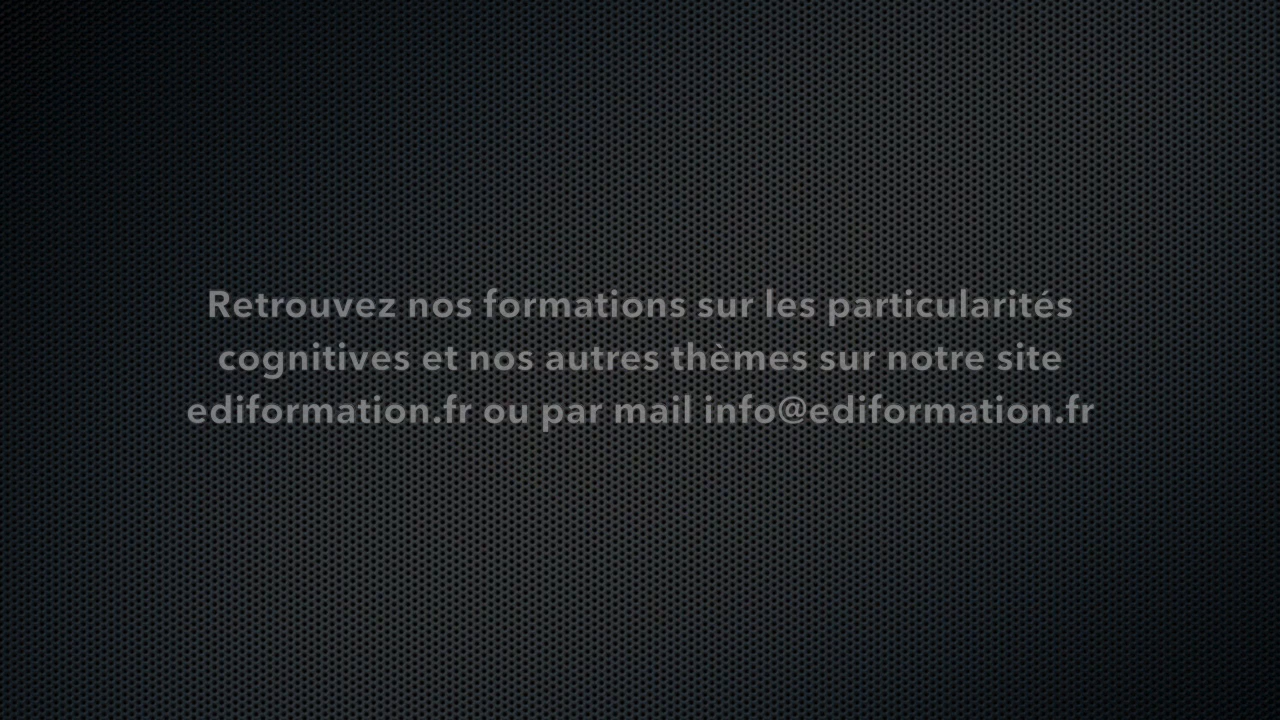 Retrouvez nos formations sur les particularités
cognitives et nos autres thèmes sur notre site
ediformation.fr ou par mail info@ediformation.fr